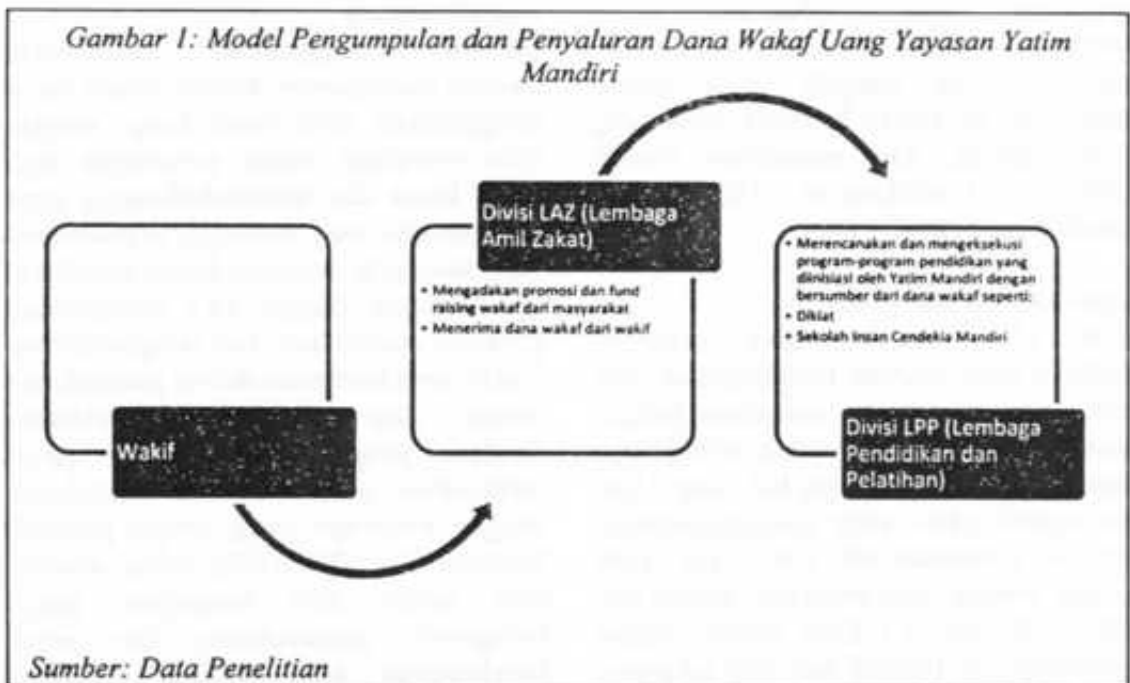 Gambar 1: Model Pengumpulan dan Penyaluran Dana Wakaf Uang Yayasan Yatim
Mandiri
Wakif
Divisi LAZ (Lembaga
Amil Zakat)
• Mengadakan promosi dan fund
raising wakaf dari masyarakat
• Menerima dana wakaf dari wakif
• Merencanakan dan mengeksekusi
program-program pendidikan yang
diinisiasi oleh Yatim Mandiri dengan
bersumber dari dana wakaf seperti:
• Diklat
• Sekolah Insan Cendekia Mandiri
Divisi LPP (Lembaga
Pendidikan dan
Pelatihan)
Sumber: Data Penelitian